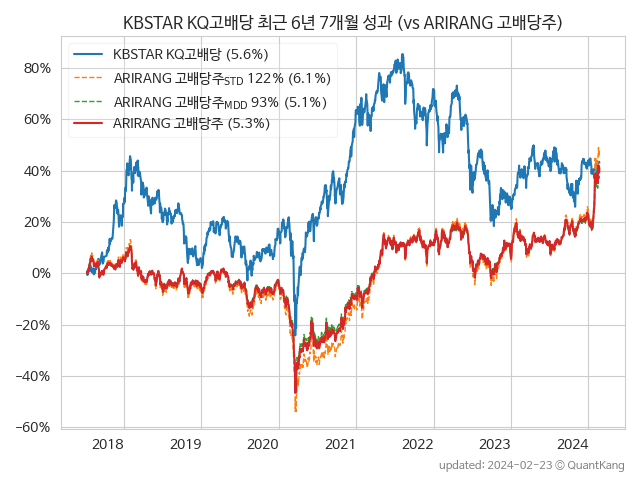 KBSTAR KQ고배당 최근 6년 7개월 성과 (vs ARIRANG 고배당주)
KBSTAR KQ고배당 (5.6%)
ARIRANG 고배당주STD 122% (6.1%)
ARIRANG 고배당주MDD 93% (5.1%)
ARIRANG 고배당주 (5.3%)
80%
60%
40%
20%
0%
−20%
−40%
−60%
2018 2019 2020 2021 2022 2023 2024
updated: 2024-02-23 ⓒ QuantKang